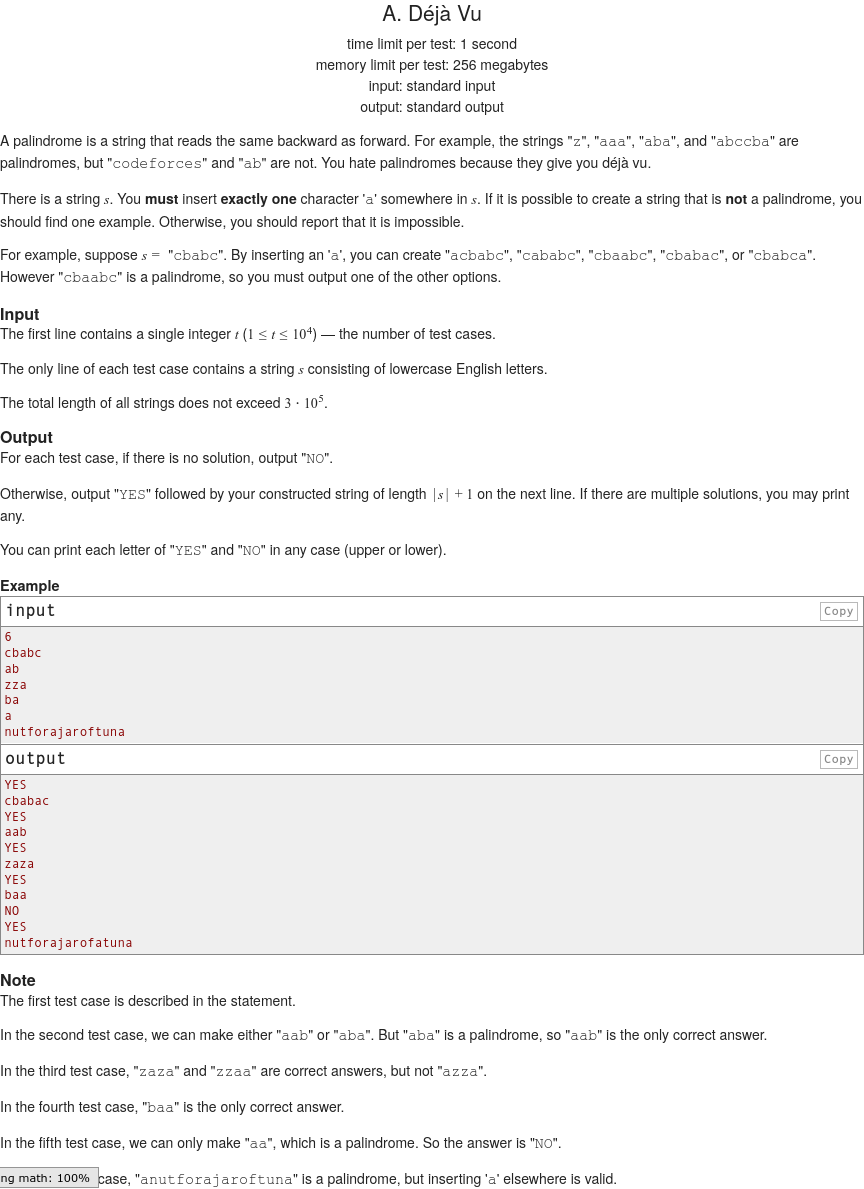 A. Déjà Vu
time limit per test: 1 second
memory limit per test: 256 megabytes
input: standard input
output: standard output
A palindrome is a string that reads the same backward as forward. For example, the strings "z", "aaa", "aba", and "abccba" are
palindromes, but "codeforces" and "ab" are not. You hate palindromes because they give you déjà vu.
There is a string s. You must insert exactly one character 'a' somewhere in s. If it is possible to create a string that is not a palindrome, you
should find one example. Otherwise, you should report that it is impossible.
For example, suppose s = "cbabc". By inserting an 'a', you can create "acbabc", "cababc", "cbaabc", "cbabac", or "cbabca".
However "cbaabc" is a palindrome, so you must output one of the other options.
Input
The first line contains a single integer t (1 ≤ t ≤ 10⁴) — the number of test cases.
The only line of each test case contains a string s consisting of lowercase English letters.
The total length of all strings does not exceed 3 · 10⁵.
Output
For each test case, if there is no solution, output "NO".
Otherwise, output "YES" followed by your constructed string of length |s| + 1 on the next line. If there are multiple solutions, you may print
any.
You can print each letter of "YES" and "NO" in any case (upper or lower).
Example
input Copy
6
cbabc
ab
zza
ba
a
nutforajaroftuna
output Copy
YES
cbabac
YES
aab
YES
zaza
YES
baa
NO
YES
nutforajarofatuna
Note
The first test case is described in the statement.
In the second test case, we can make either "aab" or "aba". But "aba" is a palindrome, so "aab" is the only correct answer.
In the third test case, "zaza" and "zzaa" are correct answers, but not "azza".
In the fourth test case, "baa" is the only correct answer.
In the fifth test case, we can only make "aa", which is a palindrome. So the answer is "NO".
ng math: 100% case, "anutforajaroftuna" is a palindrome, but inserting 'a' elsewhere is valid.